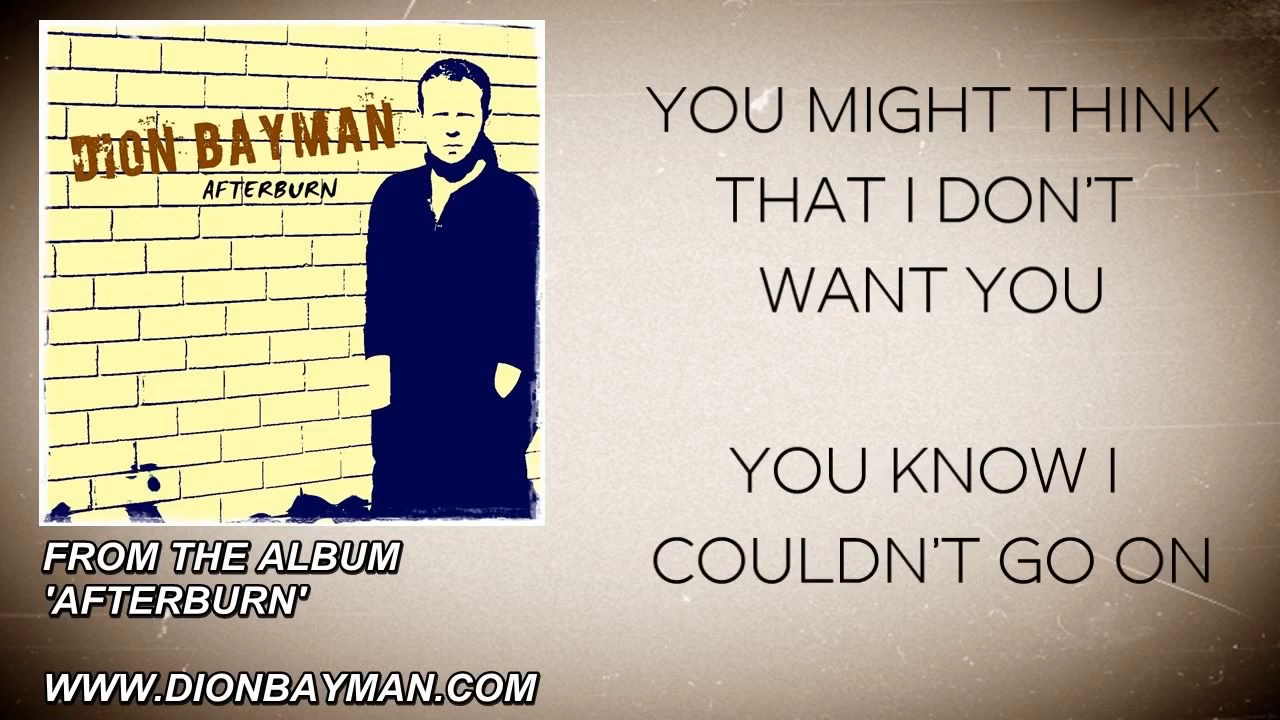 DION BAYMAN
AFTERBURN
FROM THE ALBUM
'AFTERBURN'
WWW.DIONBAYMAN.COM
YOU MIGHT THINK
THAT I DON'T
WANT YOU
YOU KNOW I
COULDN'T GO ON